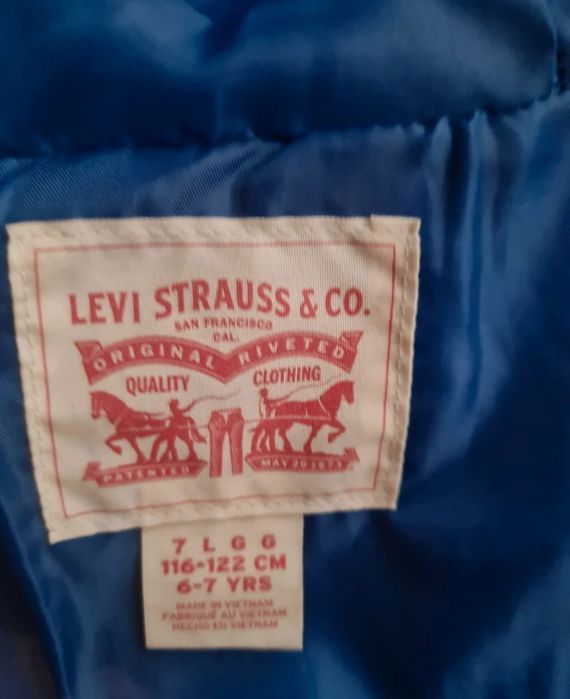 LEVI STRAUSS & CO.
SAN FRANCISCO
CAL.
ORIGINAL RIVETED
QUALITY CLOTHING
PATENTED MAY 20 1873
7 L G G
116-122 CM
6-7 YRS
MADE IN VIETNAM
FABRIQUÉ AU VIETNAM
HECHO EN VIETNAM